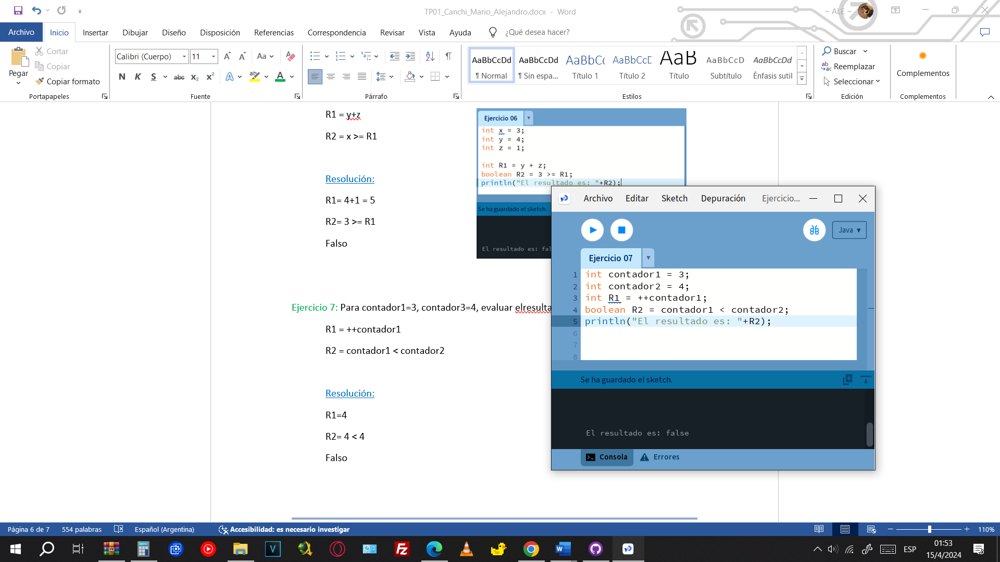 TP01_Canchi_Mario_Alejandro.docx - Word
~ ALE ~
Archivo
Inicio
Insertar
Dibujar
Diseño
Disposición
Referencias
Correspondencia
Revisar
Vista
Ayuda
¿Qué desea hacer?
Pegar
Cortar
Copiar
Copiar formato
Portapapeles
Calibri (Cuerpo)
11
Aa
N K S abc x₂ x²
Fuente
Párrafo
AaBbCcDd
¶ Normal
AaBbCcDd
¶ Sin espa...
AaBbCc
Título 1
AaBbCcD
Título 2
AaB
Título
AaBbCcD
Subtítulo
AaBbCcDd
Énfasis sutil
Estilos
Buscar
Reemplazar
Seleccionar
Edición
Complementos
Complementos
R1 = y+z
R2 = x >= R1
Resolución:
R1= 4+1 = 5
R2= 3 >= R1
Falso
Ejercicio 06
int x = 3;
int y = 4;
int z = 1;
int R1 = y + z;
boolean R2 = 3 >= R1;
println("El resultado es: "+R2);
Se ha guardado el sketch.
El resultado es: fal
Ejercicio 7: Para contador1=3, contador3=4, evaluar elresulta
R1 = ++contador1
R2 = contador1 < contador2
Resolución:
R1=4
R2= 4 < 4
Falso
Archivo
Editar
Sketch
Depuración
Ejercicio...
Java
Ejercicio 07
1 int contador1 = 3;
2 int contador2 = 4;
3 int R1 = ++contador1;
4 boolean R2 = contador1 < contador2;
5 println("El resultado es: "+R2);
6
7
8
Se ha guardado el sketch.
El resultado es: false
Consola
Errores
Página 6 de 7
554 palabras
Español (Argentina)
Accesibilidad: es necesario investigar
110%
ESP
01:53
15/4/2024